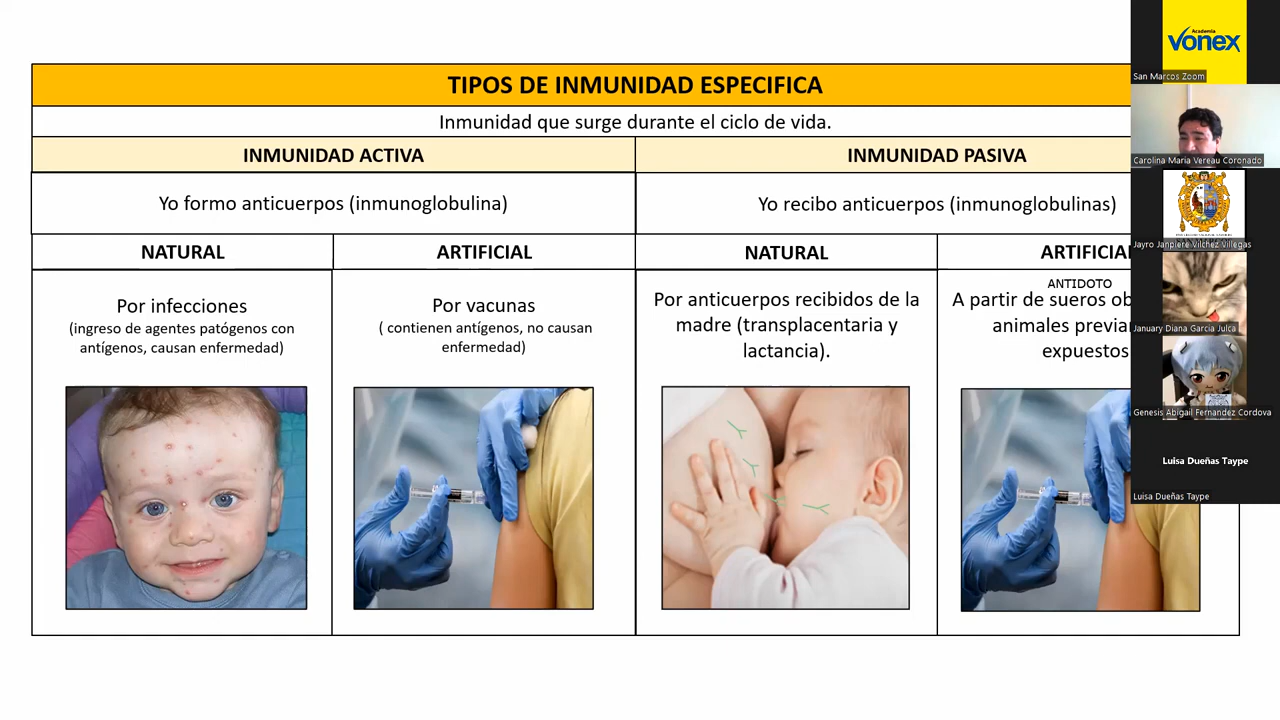 TIPOS DE INMUNIDAD ESPECIFICA
Inmunidad que surge durante el ciclo de vida.
INMUNIDAD ACTIVA
INMUNIDAD PASIVA
Yo formo anticuerpos (inmunoglobulina)
Yo recibo anticuerpos (inmunoglobulinas)
NATURAL
ARTIFICIAL
NATURAL
ARTIFICIAL
Por infecciones
(ingreso de agentes patógenos con
antígenos, causan enfermedad)
Por vacunas
( contienen antígenos, no causan
enfermedad)
Por anticuerpos recibidos de la
madre (transplacentaria y
lactancia).
ANTIDOTO
A partir de sueros
animales
expuestos
Academia
vonex
San Marcos Zoom
Carolina Maria Vereau Coronado
Jayro Janpiere Vilchez Villegas
January Diana Garcia Julca
Genesis Abigail Fernandez Cordova
Luisa Dueñas Taype
Luisa Dueñas Taype